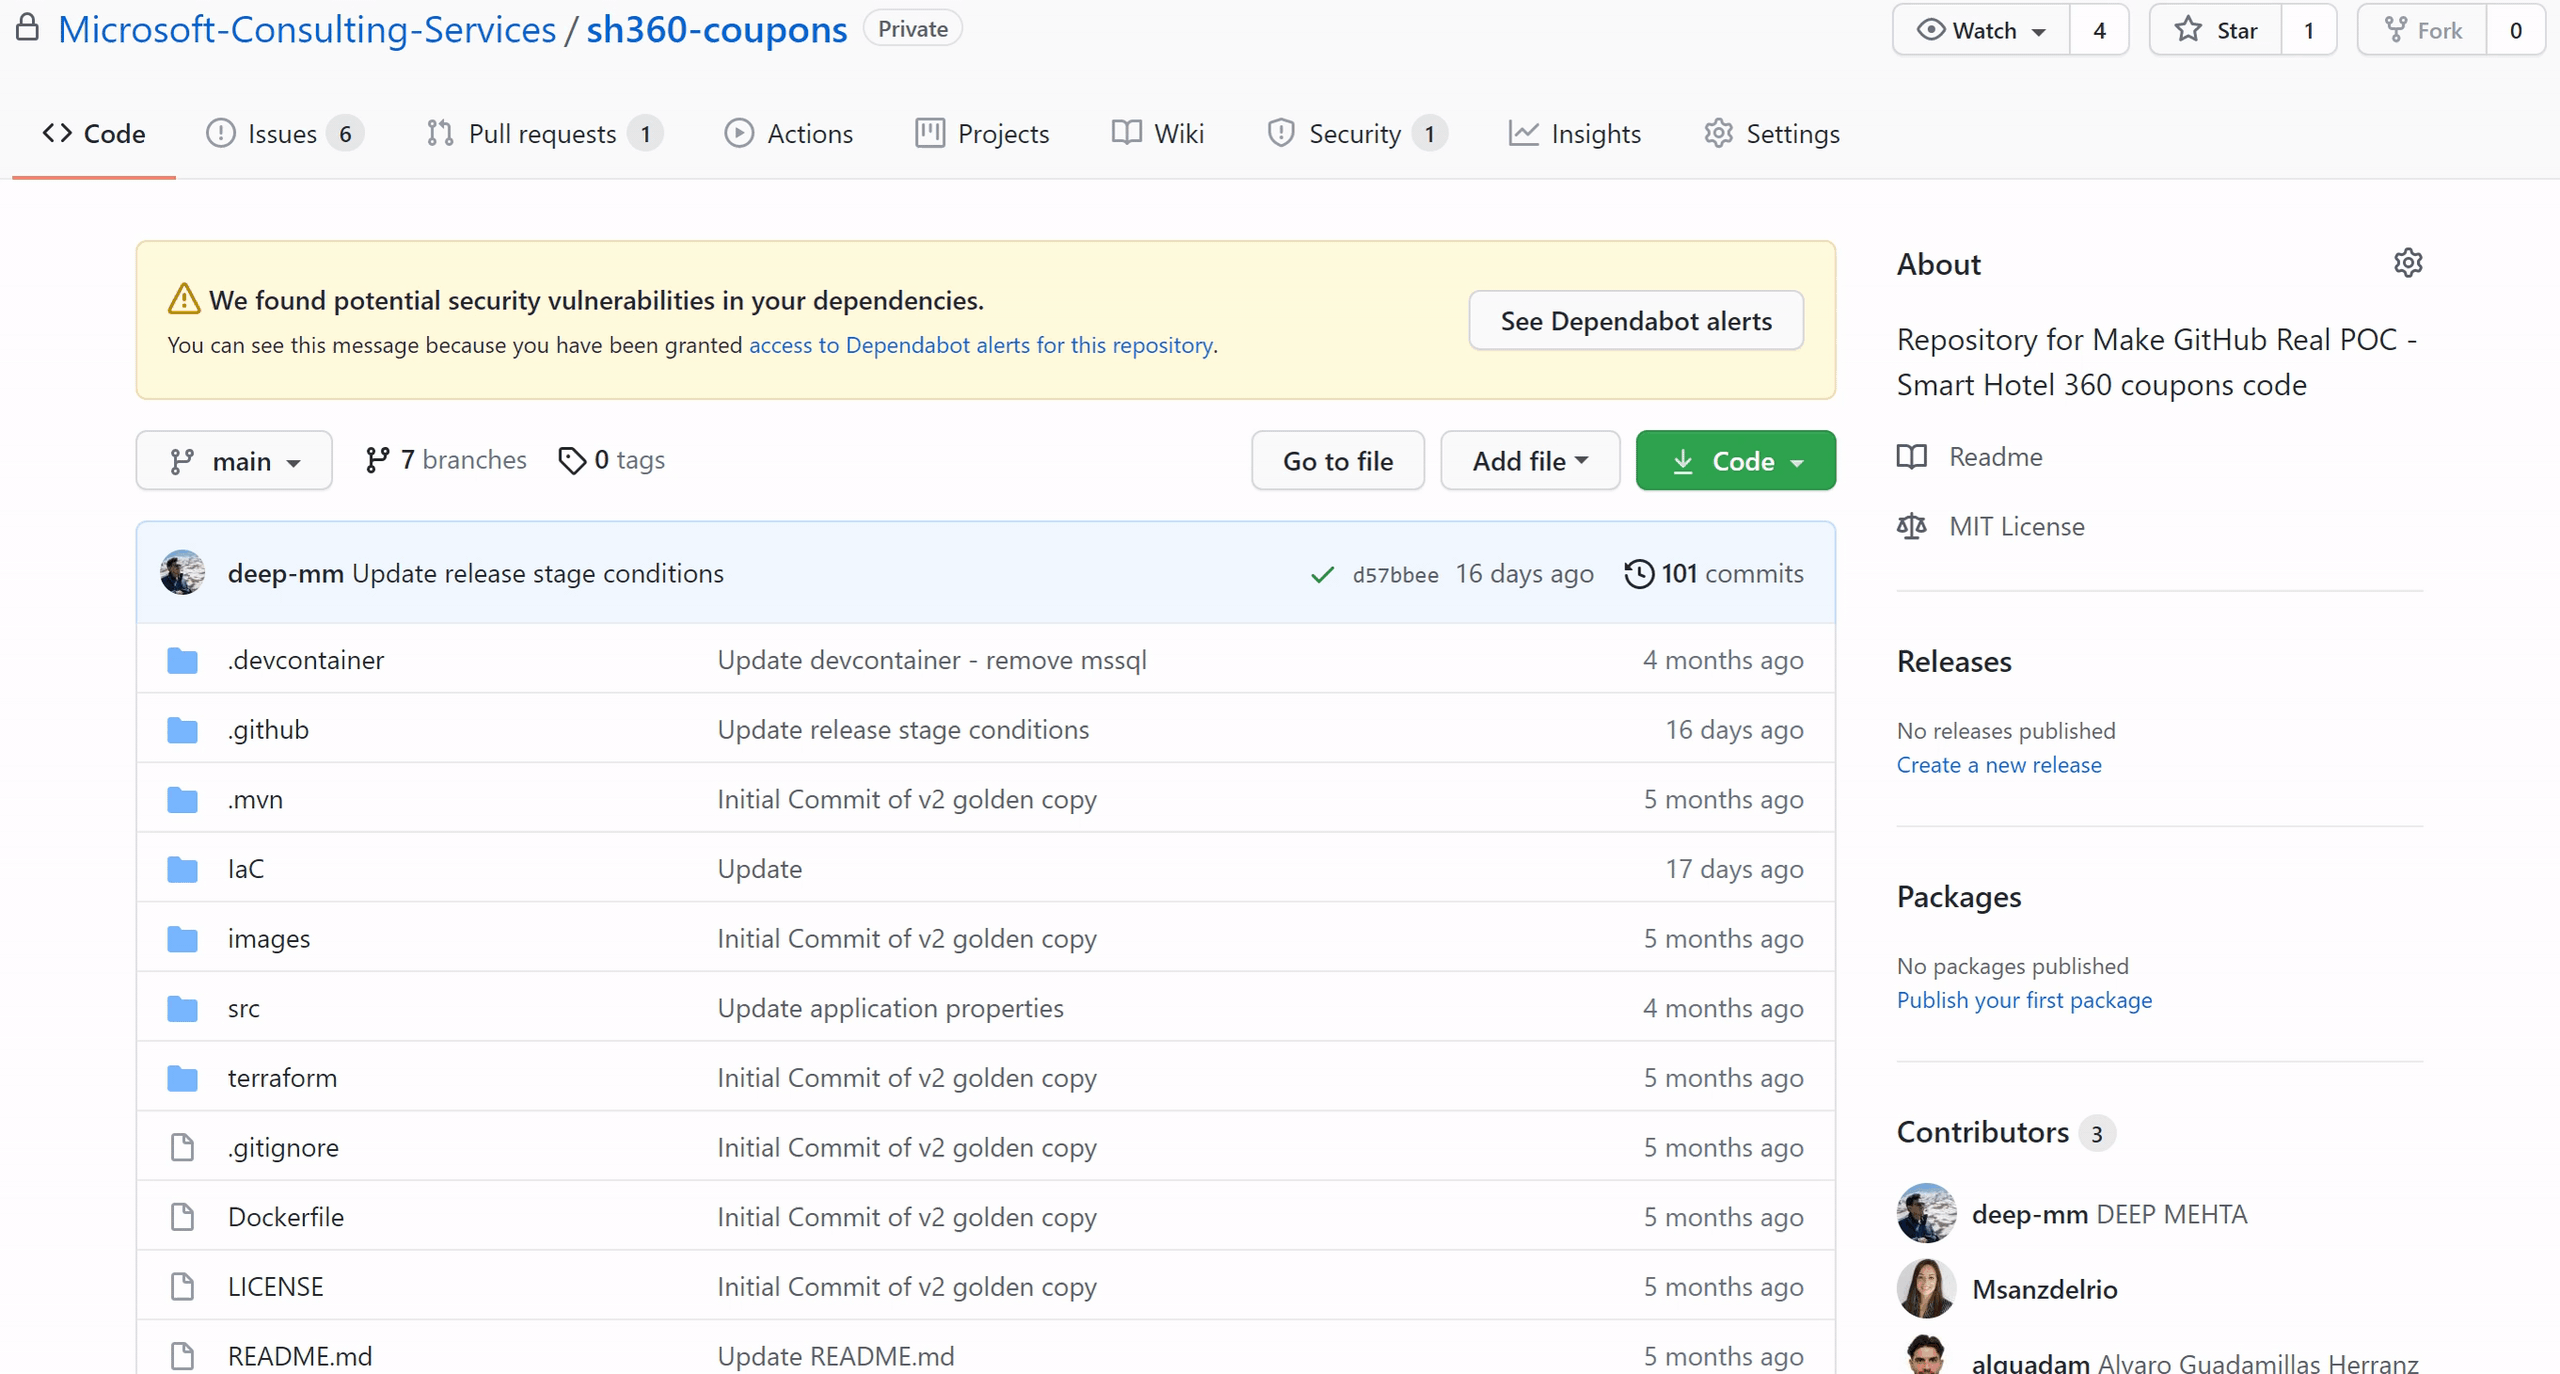 Microsoft-Consulting-Services / sh360-coupons Private
Watch 4 Star 1 Fork 0
Code Issues 6 Pull requests 1 Actions Projects Wiki Security 1 Insights Settings
We found potential security vulnerabilities in your dependencies.
You can see this message because you have been granted access to Dependabot alerts for this repository.
See Dependabot alerts
main 7 branches 0 tags Go to file Add file Code
deep-mm Update release stage conditions d57bbee 16 days ago 101 commits
.devcontainer Update devcontainer - remove mssql 4 months ago
.github Update release stage conditions 16 days ago
.mvn Initial Commit of v2 golden copy 5 months ago
IaC Update 17 days ago
images Initial Commit of v2 golden copy 5 months ago
src Update application properties 4 months ago
terraform Initial Commit of v2 golden copy 5 months ago
.gitignore Initial Commit of v2 golden copy 5 months ago
Dockerfile Initial Commit of v2 golden copy 5 months ago
LICENSE Initial Commit of v2 golden copy 5 months ago
README.md Update README.md 5 months ago
About
Repository for Make GitHub Real POC -
Smart Hotel 360 coupons code
Readme
MIT License
Releases
No releases published
Create a new release
Packages
No packages published
Publish your first package
Contributors 3
deep-mm DEEP MEHTA
Msanzdelrio
alguadam Alvaro Guadamillas Herranz